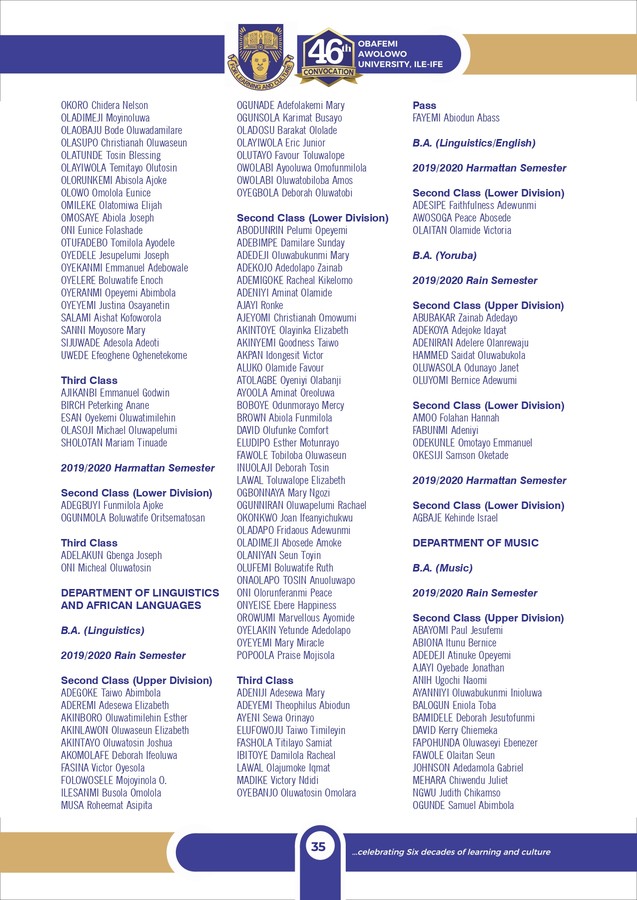 FOR LEARNING AND CULTURE
46th
CONVOCATION
OBAFEMI
AWOLOWO
UNIVERSITY, ILE-IFE
OKORO Chidera Nelson
OLADIMEJI Moyinoluwa
OLAOBAJU Bode Oluwadamilare
OLASUPO Christianah Oluwaseun
OLATUNDE Tosin Blessing
OLAYIWOLA Temitayo Olutosin
OLORUNKEMI Abisola Ajoke
OLOWO Omolola Eunice
OMILEKE Olatomiwa Elijah
OMOSAYE Abiola Joseph
ONI Eunice Folashade
OTUFADEBO Tomilola Ayodele
OYEDELE Jesupelumi Joseph
OYEKANMI Emmanuel Adebowale
OYELERE Boluwatife Enoch
OYERANMI Opeyemi Abimbola
OYEYEMI Justina Osayanetin
SALAMI Aishat Kofoworola
SANNI Moyosore Mary
SIJUWADE Adesola Adeoti
UWEDE Efeoghene Oghenetekome
Third Class
AJIKANBI Emmanuel Godwin
BIRCH Peterking Anane
ESAN Oyekemi Oluwatimilehin
OLASOJI Michael Oluwapelumi
SHOLOTAN Mariam Tinuade
2019/2020 Harmattan Semester
Second Class (Lower Division)
ADEGBUYI Funmilola Ajoke
OGUNMOLA Boluwatife Oritsematosan
Third Class
ADELAKUN Gbenga Joseph
ONI Micheal Oluwatosin
DEPARTMENT OF LINGUISTICS
AND AFRICAN LANGUAGES
B.A. (Linguistics)
2019/2020 Rain Semester
Second Class (Upper Division)
ADEGOKE Taiwo Abimbola
ADEREMI Adesewa Elizabeth
AKINBORO Oluwatimilehin Esther
AKINLAWON Oluwaseun Elizabeth
AKINTAYO Oluwatosin Joshua
AKOMOLAFE Deborah Ifeoluwa
FASINA Victor Oyesola
FOLOWOSELE Mojoyinola O.
ILESANMI Busola Omolola
MUSA Roheemat Asipita
OGUNADE Adefolakemi Mary
OGUNSOLA Karimat Busayo
OLADOSU Barakat Ololade
OLAYIWOLA Eric Junior
OLUTAYO Favour Toluwalope
OWOLABI Ayooluwa Omofunmilola
OWOLABI Oluwatobiloba Amos
OYEGBOLA Deborah Oluwatobi
Second Class (Lower Division)
ABODUNRIN Pelumi Opeyemi
ADEBIMPE Damilare Sunday
ADEDEJI Oluwabukunmi Mary
ADEKOJO Adedolapo Zainab
ADEMIGOKE Racheal Kikelomo
ADENIYI Aminat Olamide
AJAYI Ronke
AJEYOMI Christianah Omowumi
AKINTOYE Olayinka Elizabeth
AKINYEMI Goodness Taiwo
AKPAN Idongesit Victor
ALUKO Olamide Favour
ATOLAGBE Oyeniyi Olabanji
AYOOLA Aminat Oreoluwa
BOBOYE Odunmorayo Mercy
BROWN Abiola Funmilola
DAVID Olufunke Comfort
ELUDIPO Esther Motunrayo
FAWOLE Tobiloba Oluwaseun
INUOLAJI Deborah Tosin
LAWAL Toluwalope Elizabeth
OGBONNAYA Mary Ngozi
OGUNNIRAN Oluwapelumi Rachael
OKONKWO Joan Ifeanyichukwu
OLADAPO Fridaous Adewunmi
OLADIMEJI Abosede Amoke
OLANIYAN Seun Toyin
OLUFEMI Boluwatife Ruth
ONAOLAPO TOSIN Anuoluwapo
ONI Olorunferanmi Peace
ONYEISE Ebere Happiness
OROWUMI Marvellous Ayomide
OYELAKIN Yetunde Adedolapo
OYEYEMI Mary Miracle
POPOOLA Praise Mojisola
Third Class
ADENIJI Adesewa Mary
ADEYEMI Theophilus Abiodun
AYENI Sewa Orinayo
ELUFOWOJU Taiwo Timileyin
FASHOLA Titilayo Samiat
IBITOYE Damilola Racheal
LAWAL Olajumoke Iqmat
MADIKE Victory Ndidi
OYEBANJO Oluwatosin Omolara
Pass
FAYEMI Abiodun Abass
B.A. (Linguistics/English)
2019/2020 Harmattan Semester
Second Class (Lower Division)
ADESIPE Faithfulness Adewunmi
AWOSOGA Peace Abosede
OLAITAN Olamide Victoria
B.A. (Yoruba)
2019/2020 Rain Semester
Second Class (Upper Division)
ABUBAKAR Zainab Adedayo
ADEKOYA Adejoke Idayat
ADENIRAN Adelere Olanrewaju
HAMMED Saidat Oluwabukola
OLUWASOLA Odunayo Janet
OLUYOMI Bernice Adewumi
Second Class (Lower Division)
AMOO Folahan Hannah
FABUNMI Adeniyi
ODEKUNLE Omotayo Emmanuel
OKESIJI Samson Oketade
2019/2020 Harmattan Semester
Second Class (Lower Division)
AGBAJE Kehinde Israel
DEPARTMENT OF MUSIC
B.A. (Music)
2019/2020 Rain Semester
Second Class (Upper Division)
ABAYOMI Paul Jesufemi
ABIONA Itunu Bernice
ADEDEJI Atinuke Opeyemi
AJAYI Oyebade Jonathan
ANIH Ugochi Naomi
AYANNIYI Oluwabukunmi Inioluwa
BALOGUN Eniola Toba
BAMIDELE Deborah Jesutofunmi
DAVID Kerry Chiemeka
FAPOHUNDA Oluwaseyi Ebenezer
FAWOLE Olaitan Seun
JOHNSON Adedamola Gabriel
MEHARA Chiwendu Juliet
NGWU Judith Chikamso
OGUNDE Samuel Abimbola
35
...celebrating Six decades of learning and culture